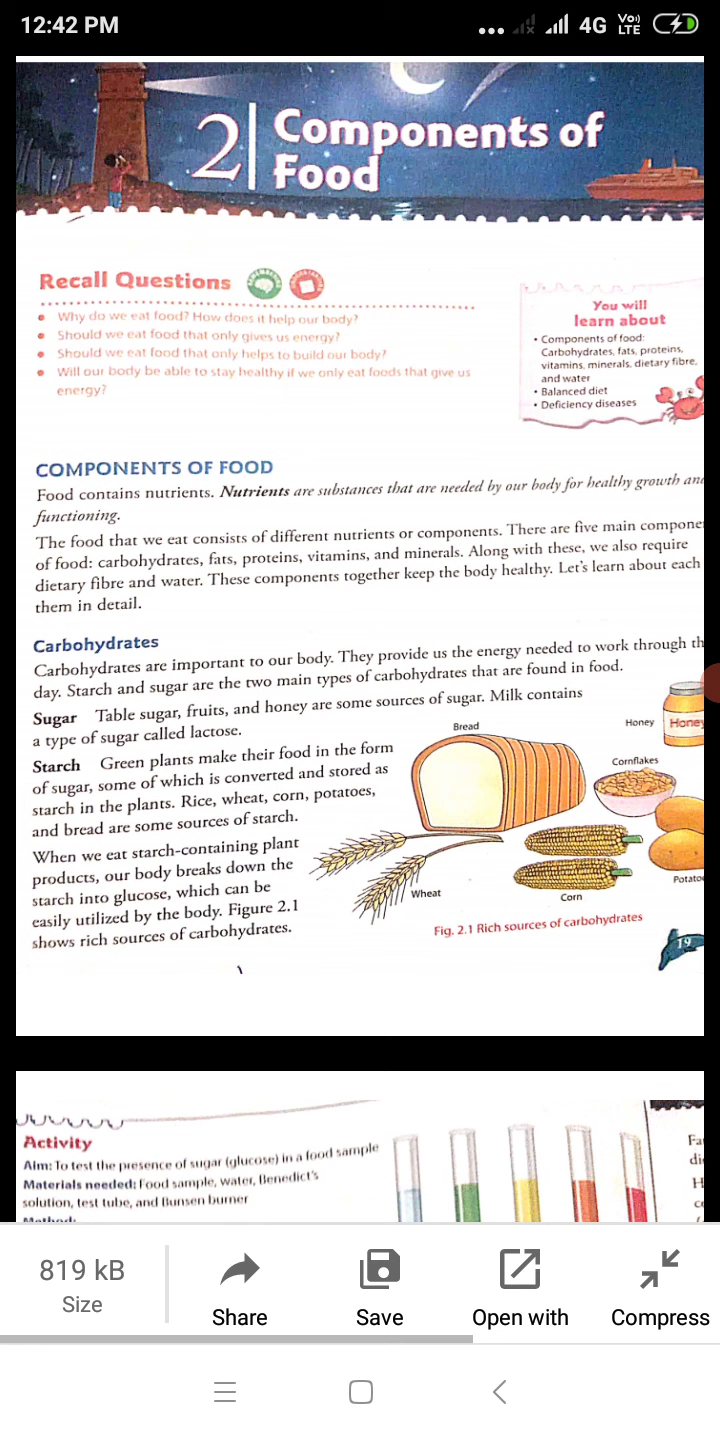 12:42 PM
4G Vo)) LTE
2 Components of
Food
Recall Questions
• Why do we eat food? How does it help our body?
• Should we eat food that only gives us energy?
• Should we eat food that only helps to build our body?
• Will our body be able to stay healthy if we only eat foods that give us
energy?
You will
learn about
• Components of food:
Carbohydrates, fats, proteins,
vitamins, minerals, dietary fibre,
and water
• Balanced diet
• Deficiency diseases
COMPONENTS OF FOOD
Food contains nutrients. Nutrients are substances that are needed by our body for healthy growth an
functioning.
The food that we eat consists of different nutrients or components. There are five main compone
of food: carbohydrates, fats, proteins, vitamins, and minerals. Along with these, we also require
dietary fibre and water. These components together keep the body healthy. Let's learn about each
them in detail.
Carbohydrates
Carbohydrates are important to our body. They provide us the energy needed to work through th
day. Starch and sugar are the two main types of carbohydrates that are found in food.
Sugar Table sugar, fruits, and honey are some sources of sugar. Milk contains
a type of sugar called lactose.
Starch Green plants make their food in the form
of sugar, some of which is converted and stored as
starch in the plants. Rice, wheat, corn, potatoes,
and bread are some sources of starch.
When we eat starch-containing plant
products, our body breaks down the
starch into glucose, which can be
easily utilized by the body. Figure 2.1
shows rich sources of carbohydrates.
Bread
Honey
Honey
Cornflakes
Wheat
Corn
Potato
Fig. 2.1 Rich sources of carbohydrates
19
Activity
Aim: To test the presence of sugar (glucose) in a food sample
Materials needed: Food sample, water, Benedict's
solution, test tube, and Bunsen burner
Method:
Fa
di
H
819 kB
Size
Share
Save
Open with
Compress